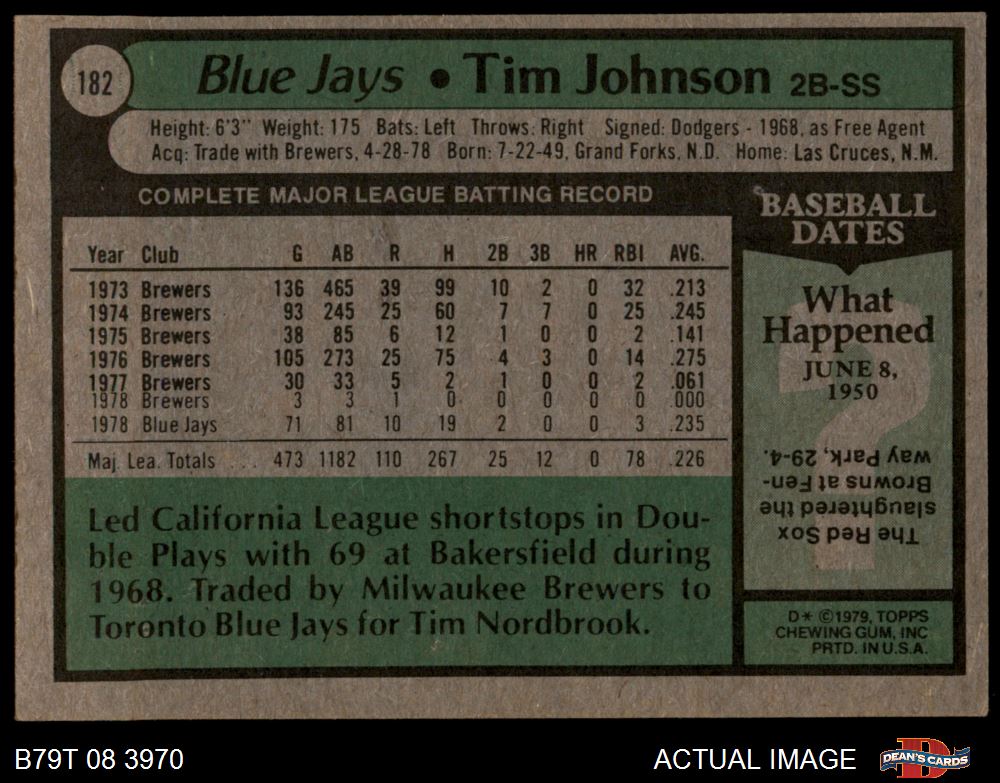 182
Blue Jays • Tim Johnson 2B-SS
Height: 6'3" Weight: 175 Bats: Left Throws: Right Signed: Dodgers - 1968, as Free Agent
Acq: Trade with Brewers, 4-28-78 Born: 7-22-49, Grand Forks, N.D. Home: Las Cruces, N.M.
COMPLETE MAJOR LEAGUE BATTING RECORD
Year Club G AB R H 2B 3B HR RBI AVG.
1973 Brewers 136 465 39 99 10 2 0 32 .213
1974 Brewers 93 245 25 60 7 7 0 25 .245
1975 Brewers 38 85 6 12 1 0 0 2 .141
1976 Brewers 105 273 25 75 4 3 0 14 .275
1977 Brewers 30 33 5 2 1 0 0 2 .061
1978 Brewers 3 3 1 0 0 0 0 0 .000
1978 Blue Jays 71 81 10 19 2 0 0 3 .235
Maj. Lea. Totals ... 473 1182 110 267 25 12 0 78 .226
Led California League shortstops in Dou-
ble Plays with 69 at Bakersfield during
1968. Traded by Milwaukee Brewers to
Toronto Blue Jays for Tim Nordbrook.
BASEBALL
DATES
What
Happened
JUNE 8,
1950
The Red Sox
slaughtered the
Browns at Fen-
way Park, 29-4.
D* ©1979, TOPPS
CHEWING GUM, INC
PRTD. IN U.S.A.
B79T 08 3970
ACTUAL IMAGE
DEAN'S CARDS